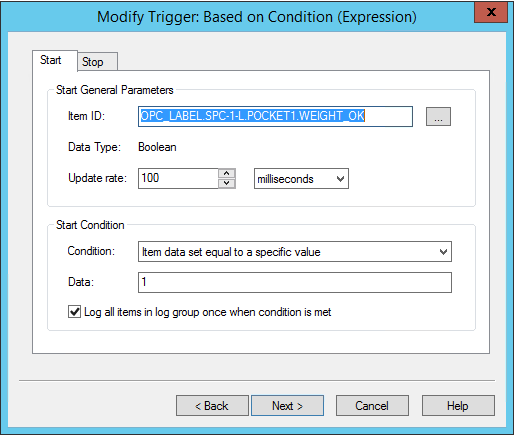 Modify Trigger: Based on Condition (Expression)
x
Start Stop
Start General Parameters
Item ID: OPC_LABEL.SPC-1-L.POCKET1.WEIGHT_OK ...
Data Type: Boolean
Update rate: 100 milliseconds
Start Condition
Condition: Item data set equal to a specific value
Data: 1
Log all items in log group once when condition is met
< Back Next > Cancel Help